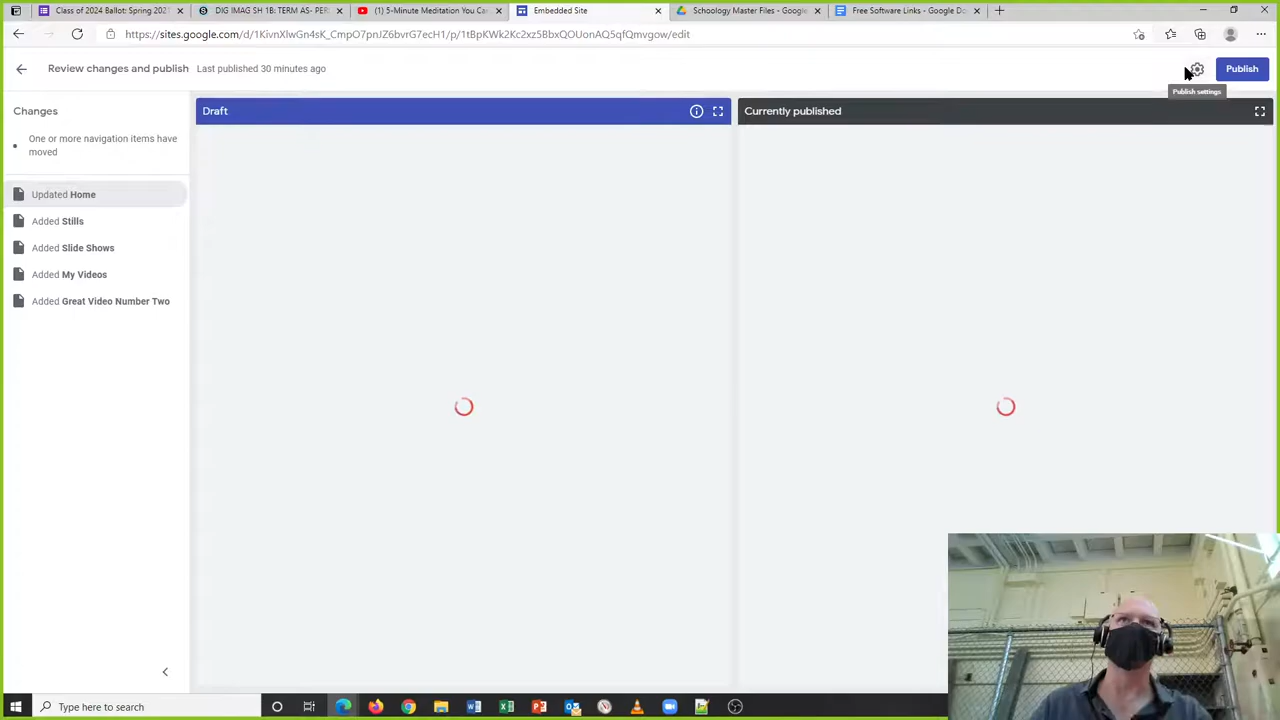 Class of 2024 Ballot: Spring 2021
DIG IMAG SH 1B: TERM AS- PER
(1) 5-Minute Meditation You Ca
Embedded Site
Schoology Master Files - Google
Free Software Links - Google Do
https://sites.google.com/d/1KivnXlwGn4sK_CmpO7pnJZ6bvrG7ecH1/p/1tBpKWk2Kc2xz5BbxQOUonAQ5qfQmvgow/edit
Review changes and publish
Last published 30 minutes ago
Publish
Publish settings
Changes
One or more navigation items have
moved
Updated Home
Added Stills
Added Slide Shows
Added My Videos
Added Great Video Number Two
Draft
Currently published
Type here to search